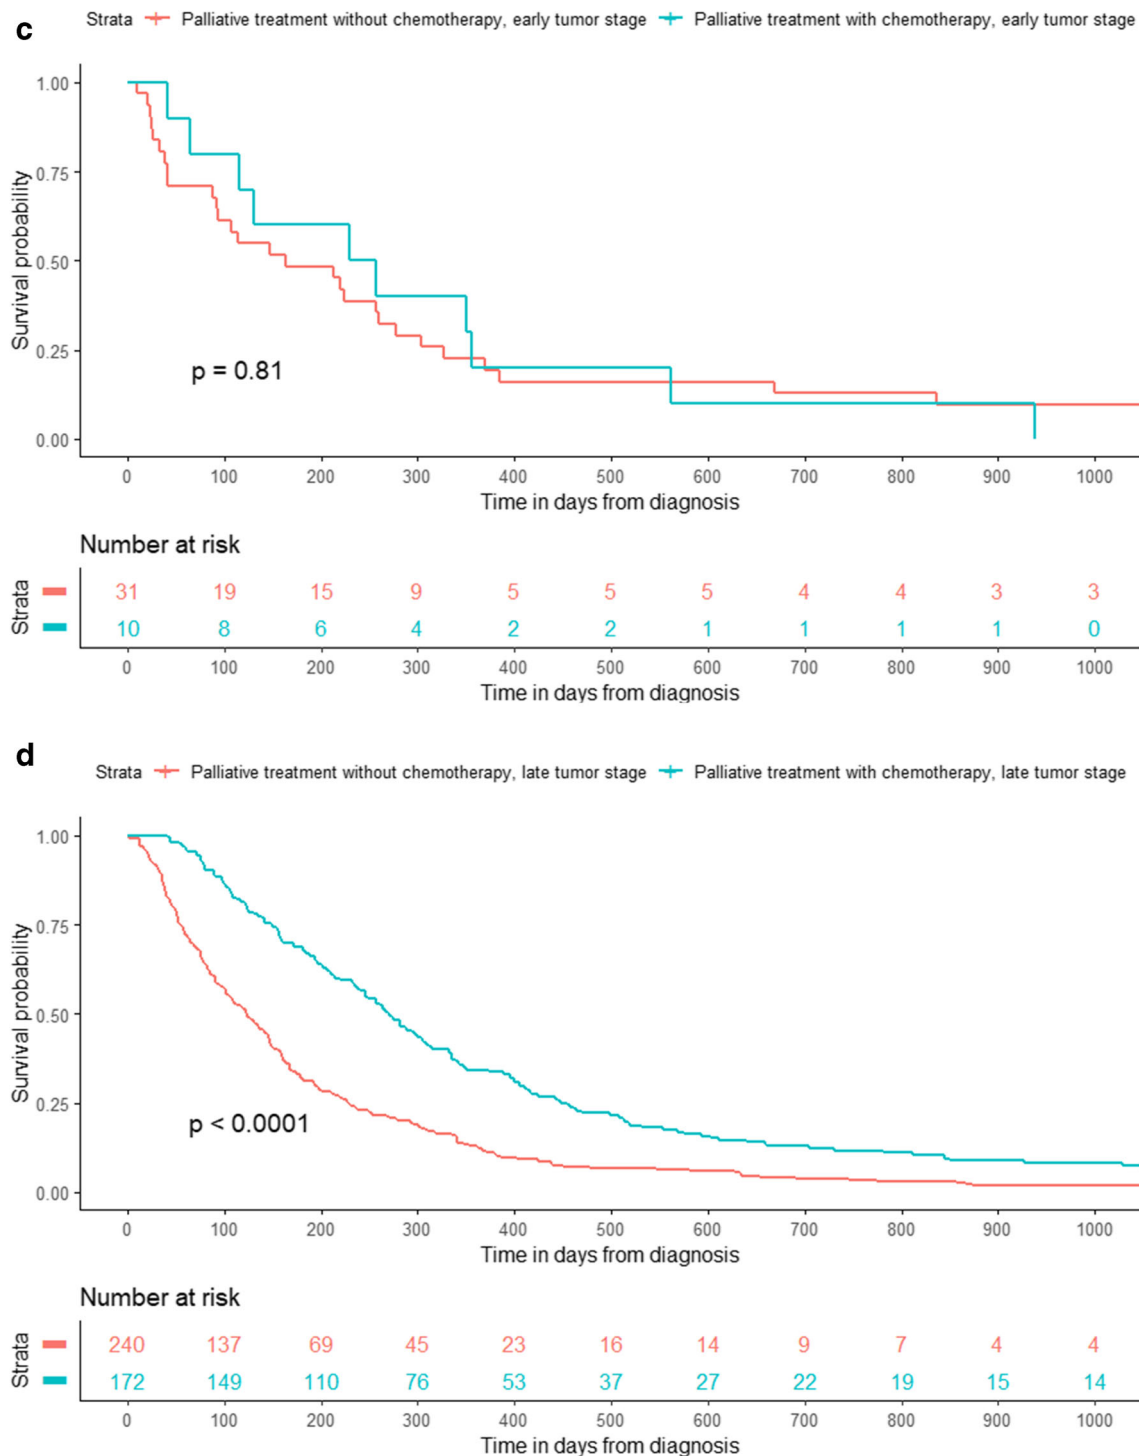 c
Strata Palliative treatment without chemotherapy, early tumor stage Palliative treatment with chemotherapy, early tumor stage
Survival probability
1.00
0.75
0.50
0.25
0.00
p = 0.81
0 100 200 300 400 500 600 700 800 900 1000
Time in days from diagnosis
Number at risk
Strata
31 19 15 9 5 5 5 4 4 3 3
10 8 6 4 2 2 1 1 1 1 0
0 100 200 300 400 500 600 700 800 900 1000
Time in days from diagnosis
d
Strata Palliative treatment without chemotherapy, late tumor stage Palliative treatment with chemotherapy, late tumor stage
Survival probability
1.00
0.75
0.50
0.25
0.00
p < 0.0001
0 100 200 300 400 500 600 700 800 900 1000
Time in days from diagnosis
Number at risk
Strata
240 137 69 45 23 16 14 9 7 4 4
172 149 110 76 53 37 27 22 19 15 14
0 100 200 300 400 500 600 700 800 900 1000
Time in days from diagnosis